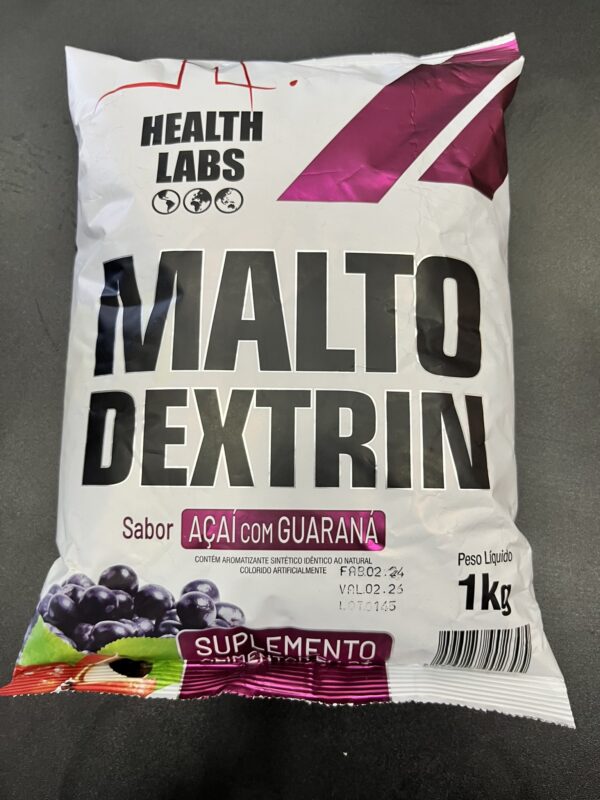 HEALTH
LABS
MALTO
DEXTRIN
Sabor AÇAÍ COM GUARANÁ
CONTÉM AROMATIZANTE SINTÉTICO IDÊNTICO AO NATURAL
COLORIDO ARTIFICIALMENTE
FAB02.24
VAL02.26
LOT0145
Peso Líquido
1kg
SUPLEMENTO